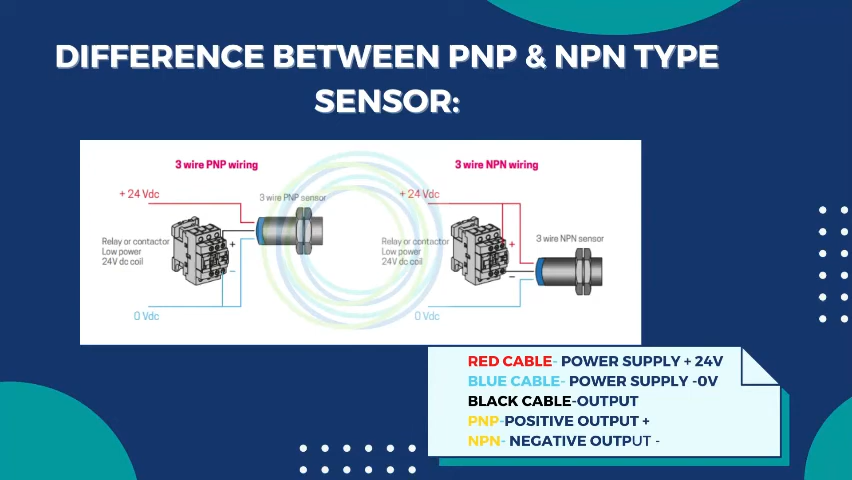 DIFFERENCE BETWEEN PNP & NPN TYPE
SENSOR:
3 wire PNP wiring
+ 24 Vdc
3 wire PNP sensor
Relay or contactor
Low power
24V dc coil
+
–
0 Vdc
3 wire NPN wiring
+ 24 Vdc
Relay or contactor
Low power
24V dc coil
+
–
3 wire NPN sensor
0 Vdc
RED CABLE- POWER SUPPLY + 24V
BLUE CABLE- POWER SUPPLY -0V
BLACK CABLE-OUTPUT
PNP-POSITIVE OUTPUT +
NPN- NEGATIVE OUTPUT -